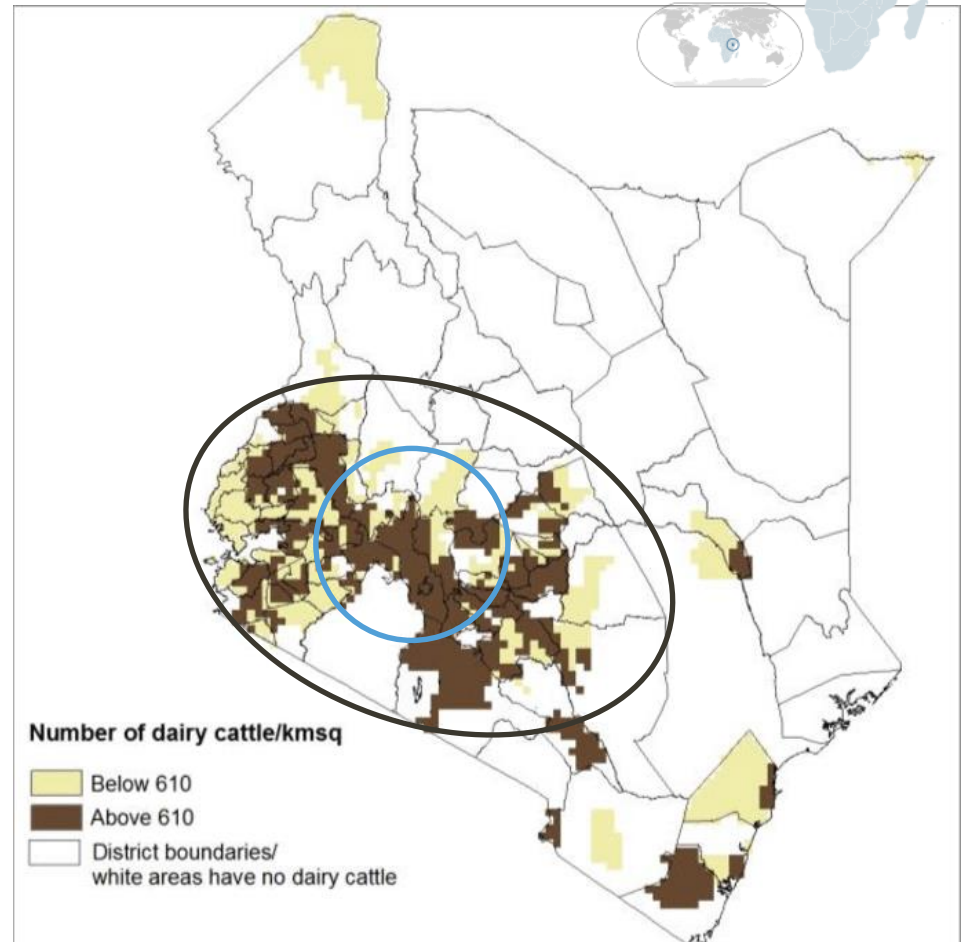 Number of dairy cattle/kmsq
Below 610
Above 610
District boundaries/
white areas have no dairy cattle